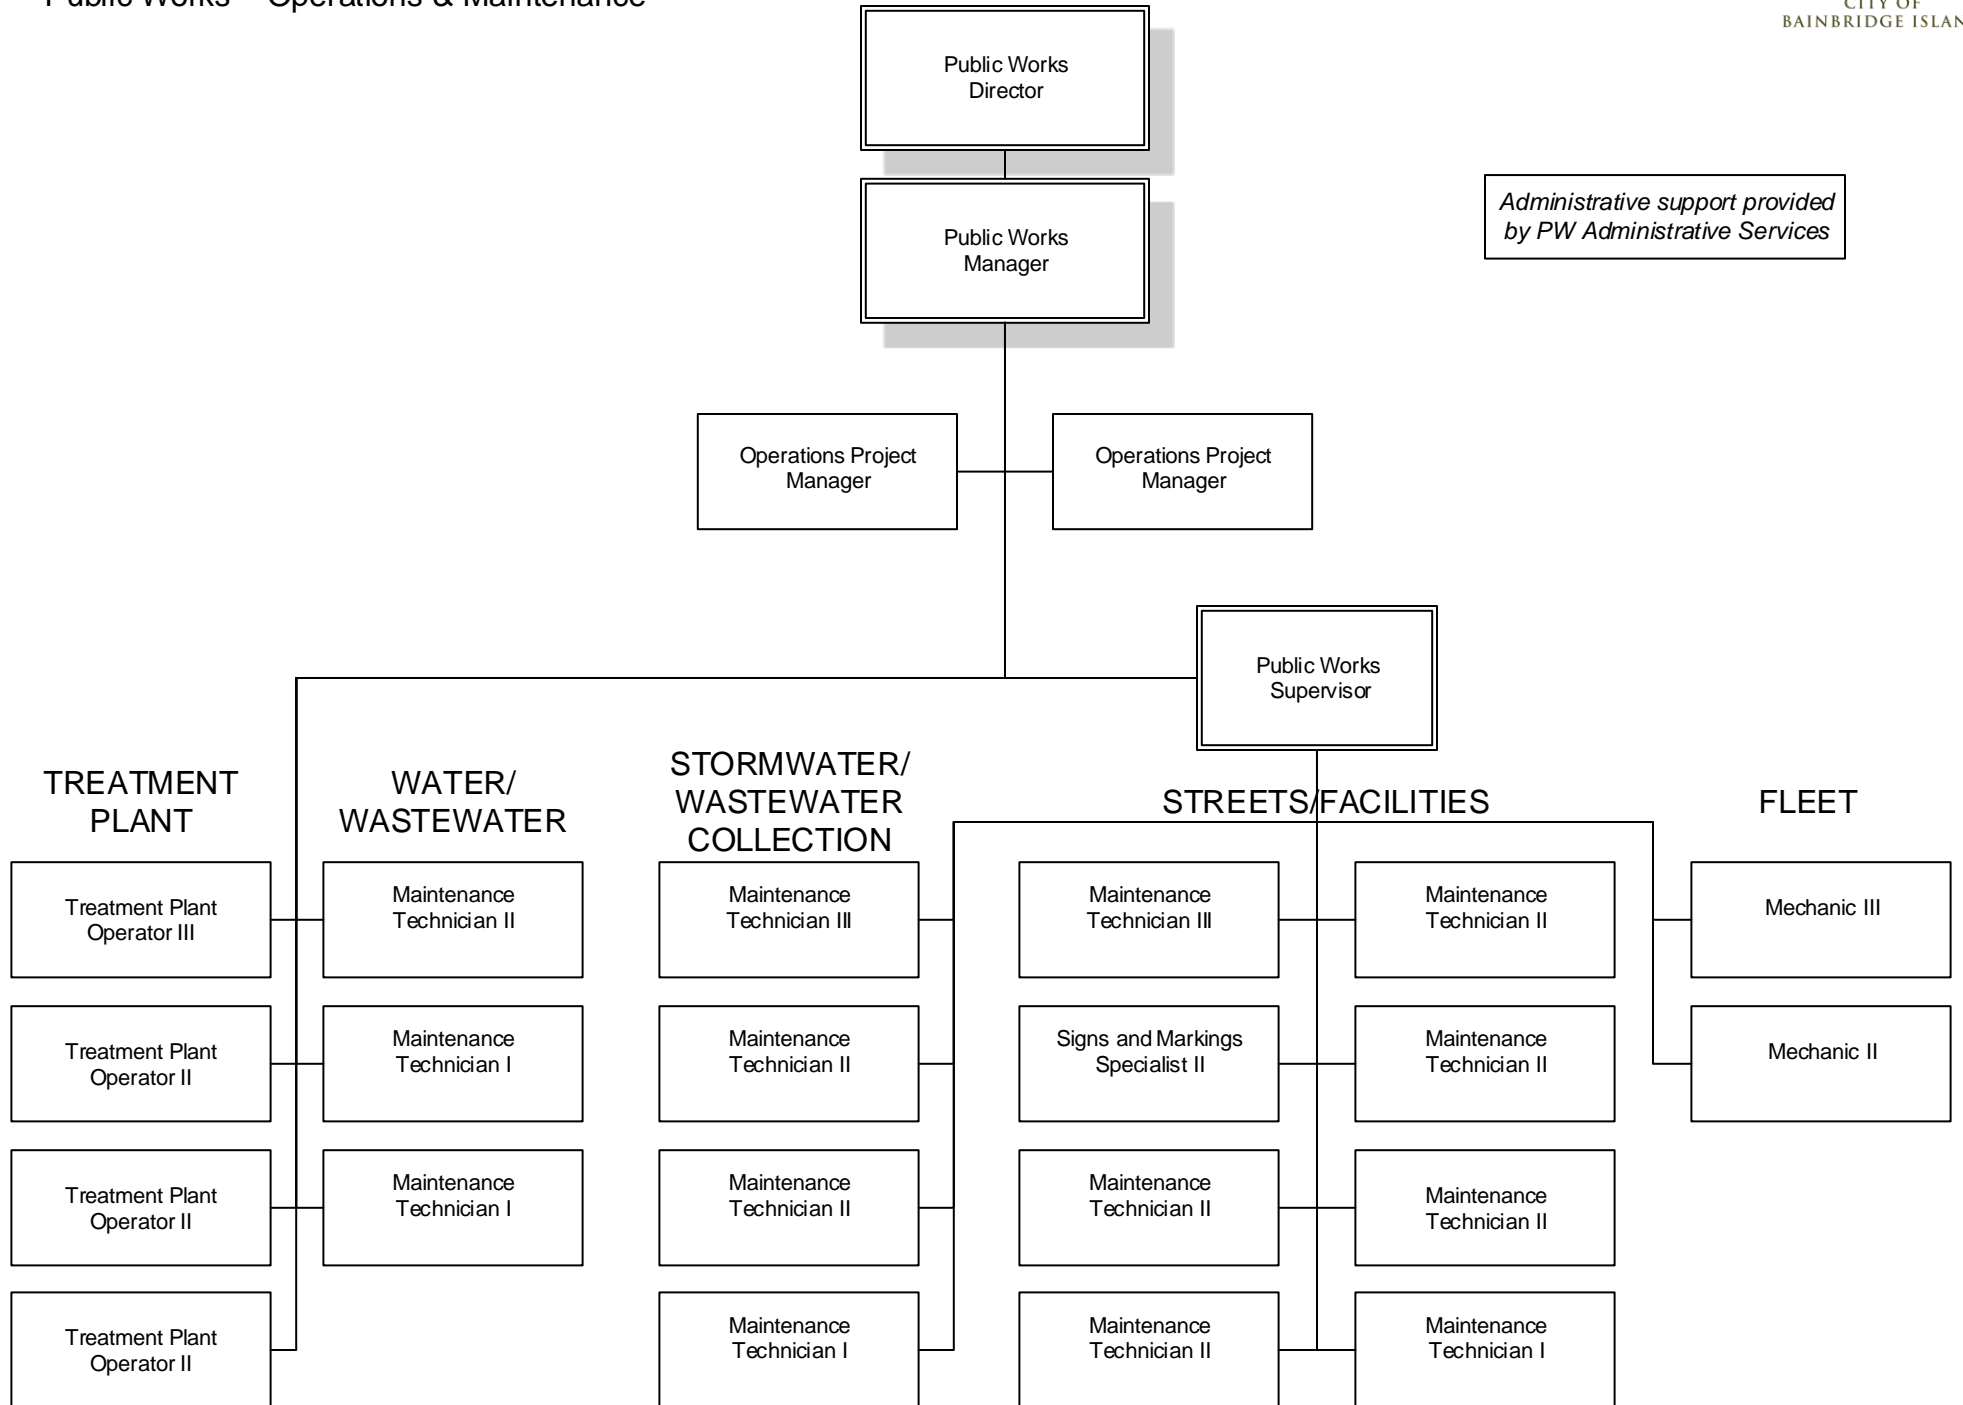 Public Works – Operations & Maintenance
CITY OF
BAINBRIDGE ISLAN
Public Works
Director
Public Works
Manager
Administrative support provided
by PW Administrative Services
Operations Project
Manager
Operations Project
Manager
Public Works
Supervisor
TREATMENT
PLANT
WATER/
WASTEWATER
STORMWATER/
WASTEWATER
COLLECTION
STREETS/FACILITIES
FLEET
Treatment Plant
Operator III
Maintenance
Technician II
Maintenance
Technician III
Maintenance
Technician III
Maintenance
Technician II
Mechanic III
Treatment Plant
Operator II
Maintenance
Technician I
Maintenance
Technician II
Signs and Markings
Specialist II
Maintenance
Technician II
Mechanic II
Treatment Plant
Operator II
Maintenance
Technician I
Maintenance
Technician II
Maintenance
Technician II
Maintenance
Technician II
Treatment Plant
Operator II
Maintenance
Technician I
Maintenance
Technician II
Maintenance
Technician I